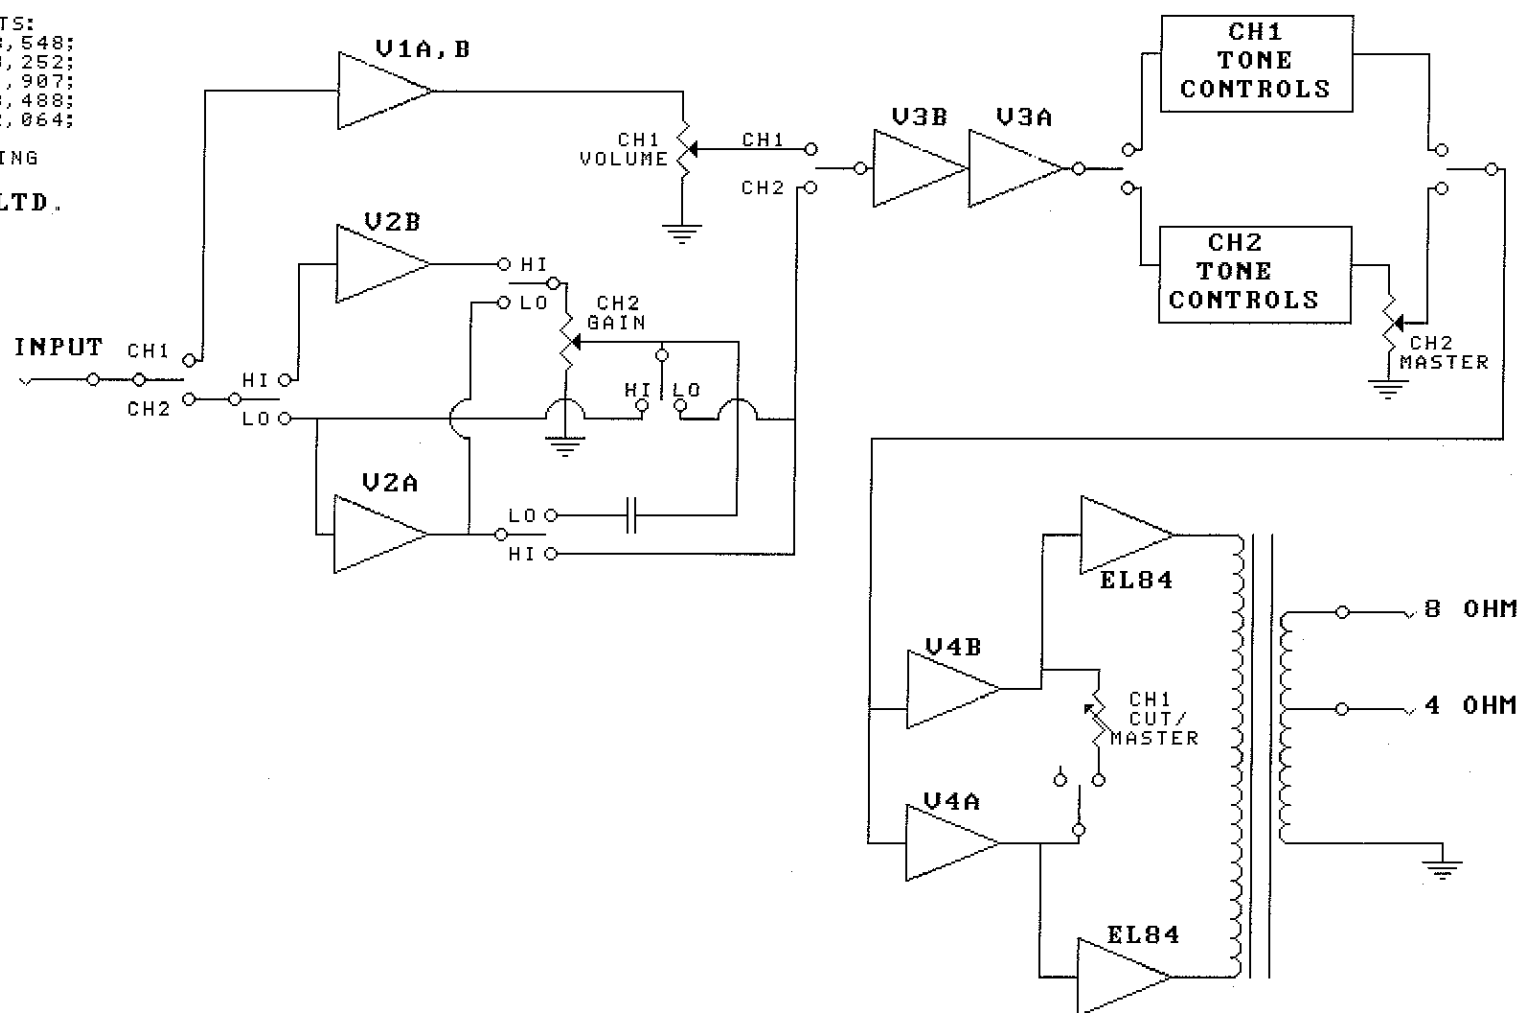 TS:
,548;
,252;
,907;
,488;
,064;
ING
LTD.
V1A,B
CH1
VOLUME
CH1
CH2
V3B
V3A
CH1
TONE
CONTROLS
CH2
TONE
CONTROLS
CH2
MASTER
V2B
HI
LO
CH2
GAIN
INPUT
CH1
CH2
HI
LO
HI
LO
V2A
LO
HI
EL84
V4B
CH1
CUT/
MASTER
V4A
EL84
8 OHM
4 OHM